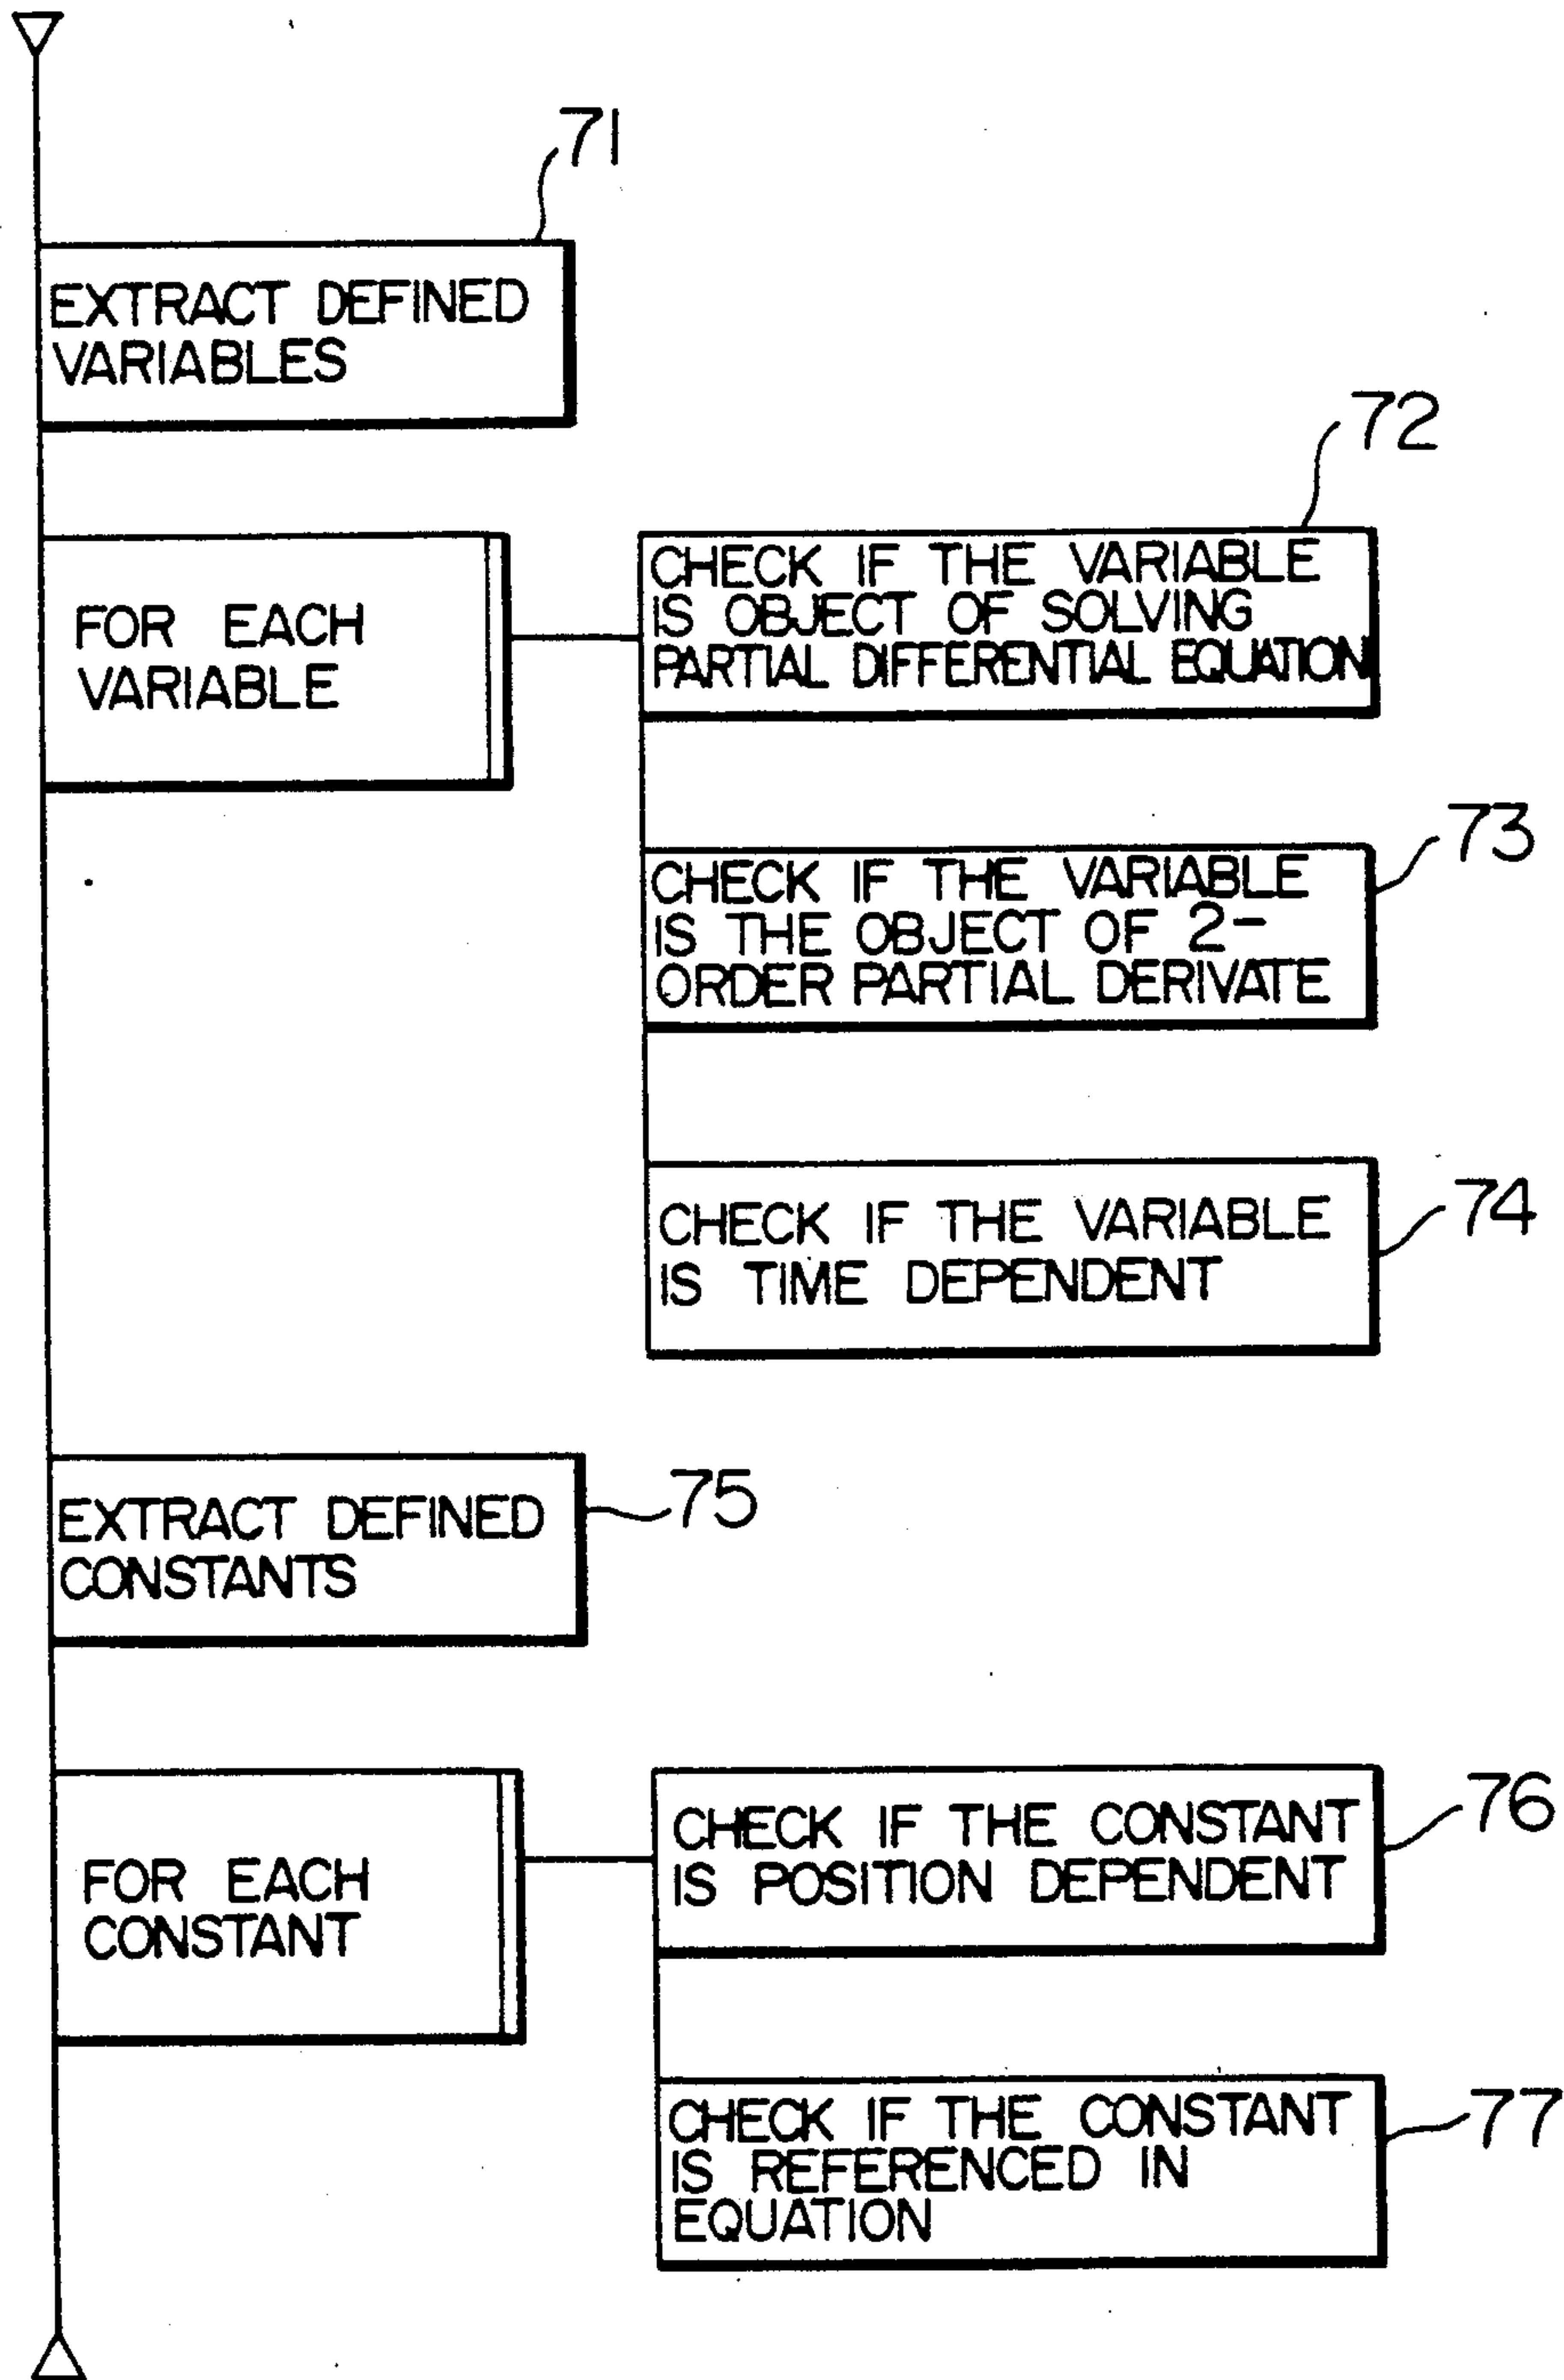 71
EXTRACT DEFINED
VARIABLES
72
FOR EACH
VARIABLE
CHECK IF THE VARIABLE
IS OBJECT OF SOLVING
PARTIAL DIFFERENTIAL EQUATION
73
CHECK IF THE VARIABLE
IS THE OBJECT OF 2-
ORDER PARTIAL DERIVATE
74
CHECK IF THE VARIABLE
IS TIME DEPENDENT
75
EXTRACT DEFINED
CONSTANTS
FOR EACH
CONSTANT
76
CHECK IF THE CONSTANT
IS POSITION DEPENDENT
77
CHECK IF THE CONSTANT
IS REFERENCED IN
EQUATION